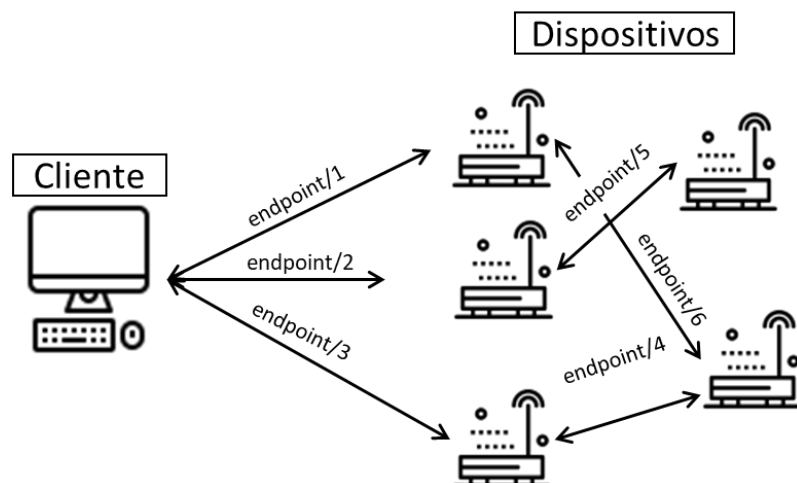 Dispositivos
Cliente
endpoint/1
endpoint/2
endpoint/3
endpoint/5
endpoint/6
endpoint/4